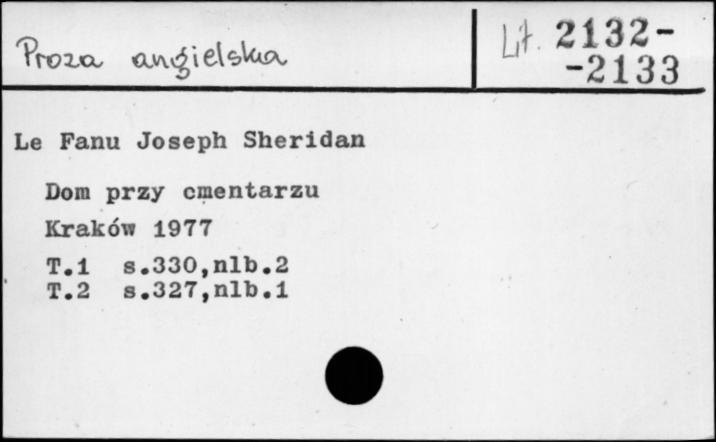 Proza angielska
Lit. 2132-
-2133
Le Fanu Joseph Sheridan
Dom przy cmentarzu
Kraków 1977
T.1 s.330,nlb.2
T.2 s.327,nlb.1